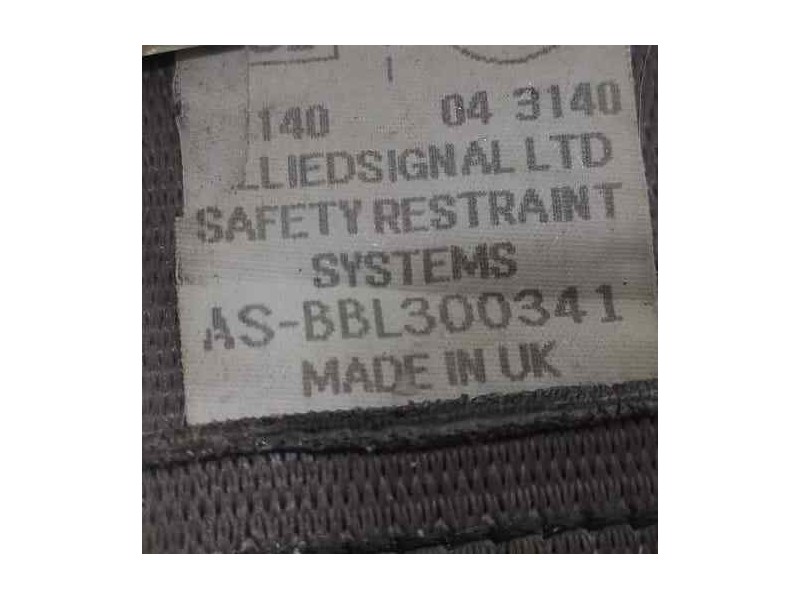 140 04 3140
LLIEDSIGNAL LTD
SAFETY RESTRAINT
SYSTEMS
AS-BBL300341
MADE IN UK